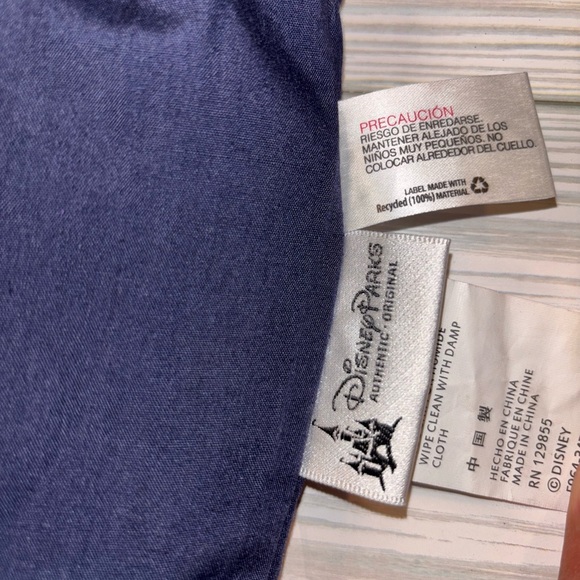 PRECAUCIÓN
RIESGO DE ENREDARSE.
MANTENER ALEJADO DE LOS
NIÑOS MUY PEQUEÑOS. NO
COLOCAR ALREDEDOR DEL CUELLO.
LABEL MADE WITH
Recycled (100%) MATERIAL
Disney Parks
AUTHENTIC · ORIGINAL
WIPE CLEAN WITH DAMP
CLOTH
中 国 製
HECHO EN CHINA
FABRIQUE EN CHINE
MADE IN CHINA
RN 129855
© DISNEY